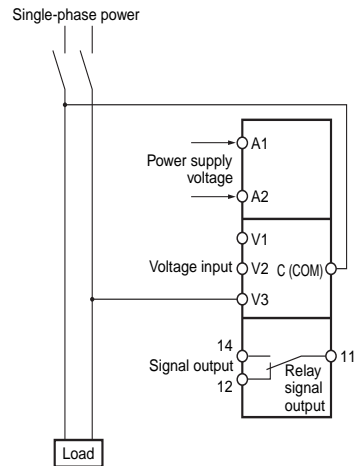 Single-phase power
A1
Power supply
voltage
A2
V1
Voltage input
V2
C (COM)
V3
14
Signal output
12
11
Relay
signal
output
Load